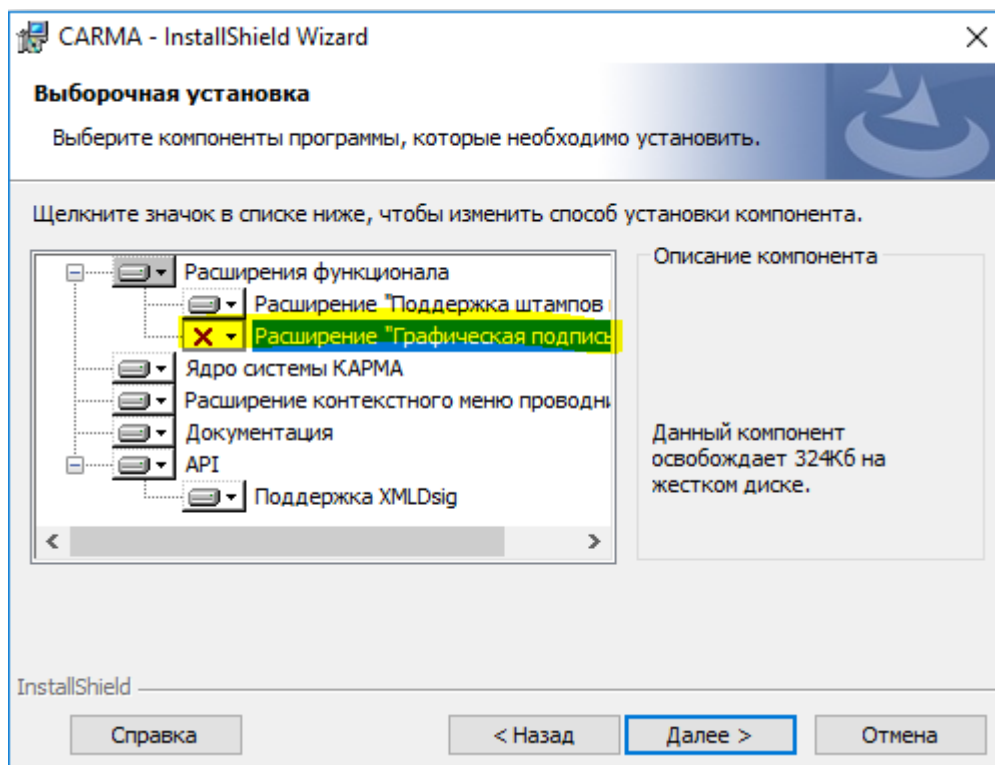 CARMA - InstallShield Wizard
Выборочная установка
Выберите компоненты программы, которые необходимо установить.
Щелкните значок в списке ниже, чтобы изменить способ установки компонента.
Расширения функционала
Расширение "Поддержка штампов
Расширение "Графическая подпись
Ядро системы КАРМА
Расширение контекстного меню
Документация
API
Поддержка XMLDsig
Описание компонента
Данный компонент
освобождает 324Кб на
жестком диске.
InstallShield
Справка
< Назад
Далее >
Отмена